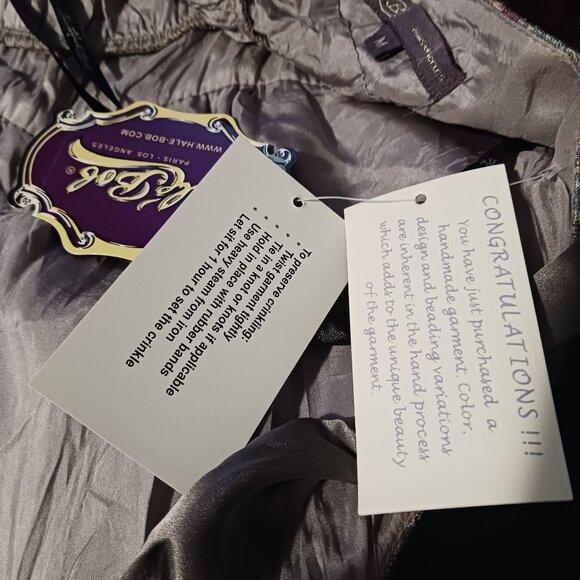 WWW.HALE-BOB.COM
PARIS • LOS ANGELES
Bob®
M
To preserve crinking:
* Twist garment tightly
* Tie in a knot or knots if applicable
* Hold in place with rubber bands
* Use heavy steam from iron
Let sit for 1 hour to set the crinkle
CONGRATULATIONS !!!
You have just purchased a
handmade garment. Color,
design and beading variations
are inherent in the hand process
which adds to the unique beauty
of the garment.